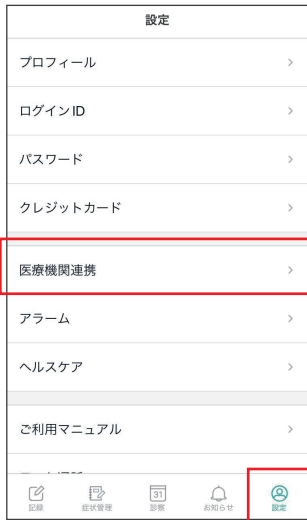 設定
プロフィール
ログインID
パスワード
クレジットカード
医療機関連携
アラーム
ヘルスケア
ご利用マニュアル
記録
症状管理
31
診察
お知らせ
設定